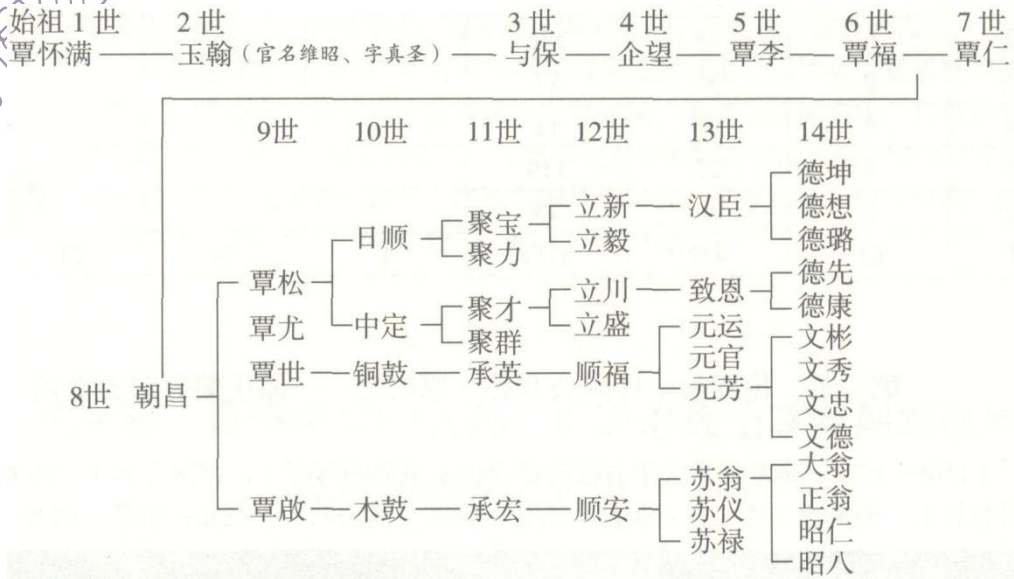 始祖1世 2世 3世 4世 5世 6世 7世
覃怀满 玉翰（官名维昭、字真圣） 与保 企望 覃李 覃福 覃仁
9世 10世 11世 12世 13世 14世
德坤
立新 汉臣 德想
日顺 聚宝 立毅 德璐
聚力
德先
覃松 立川 致恩 德康
聚才
覃尤 中定 立盛 元运 文彬
聚群 元官
覃世 铜鼓 承英 顺福 元芳 文秀
8世 朝昌 文忠
文德
大翁
苏翁 正翁
覃啟 木鼓 承宏 顺安 苏仪 昭仁
苏禄 昭八